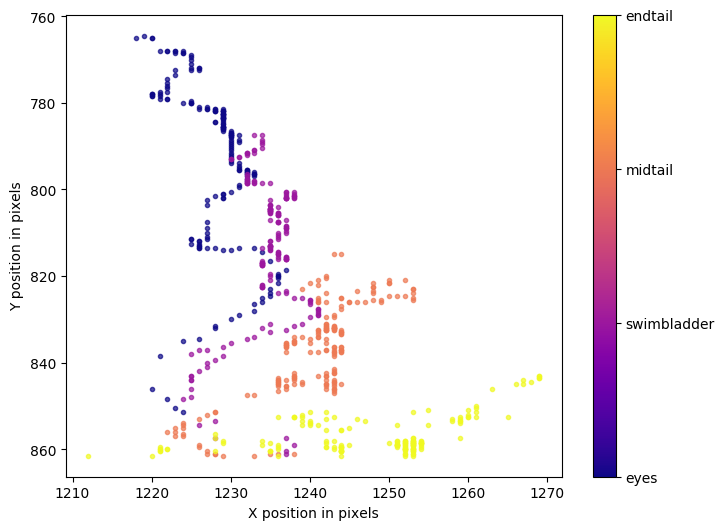 760
780
800
820
840
860
1210
1220
1230
1240
1250
1260
1270
X position in pixels
Y position in pixels
endtail
midtail
swimbladder
eyes